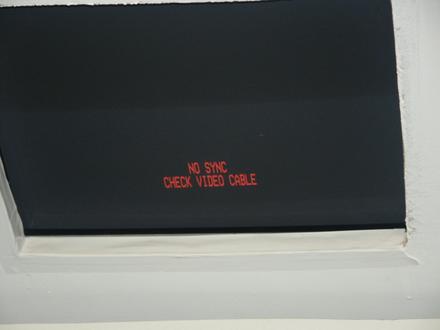 NO SYNC
CHECK VIDEO CABLE